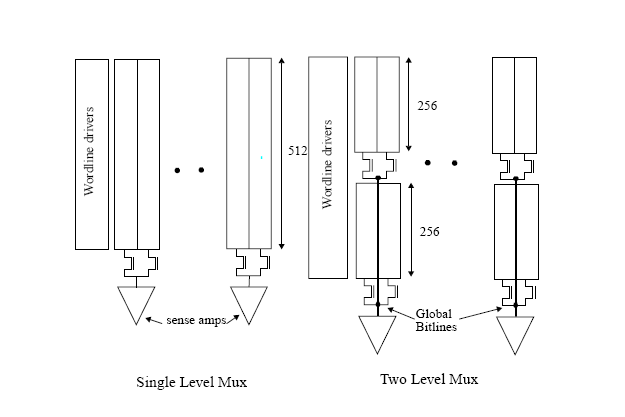 Wordline drivers
512
sense amps
Single Level Mux
Wordline drivers
256
256
Global
Bitlines
Two Level Mux